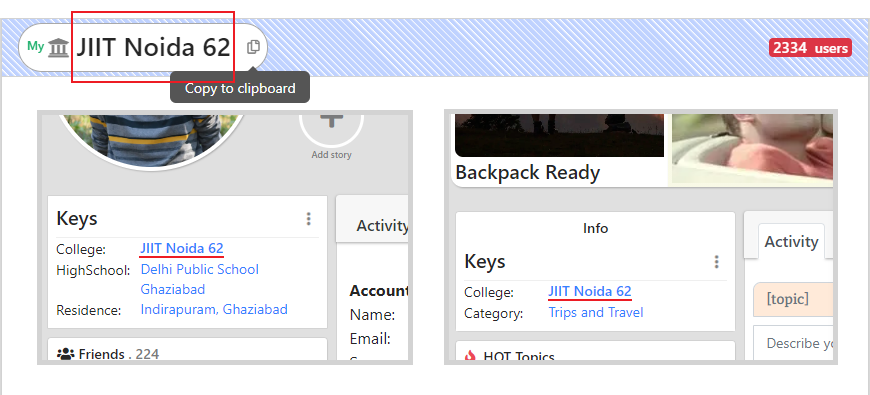 My JIIT Noida 62
2334 users
Copy to clipboard
Add story
Keys
College: JIIT Noida 62
HighSchool: Delhi Public School
Ghaziabad
Residence: Indirapuram, Ghaziabad
Friends . 224
Activity
Account
Name:
Email:
Backpack Ready
Info
Keys
College: JIIT Noida 62
Category: Trips and Travel
HOT Topics
Activity
[topic]
Describe yo